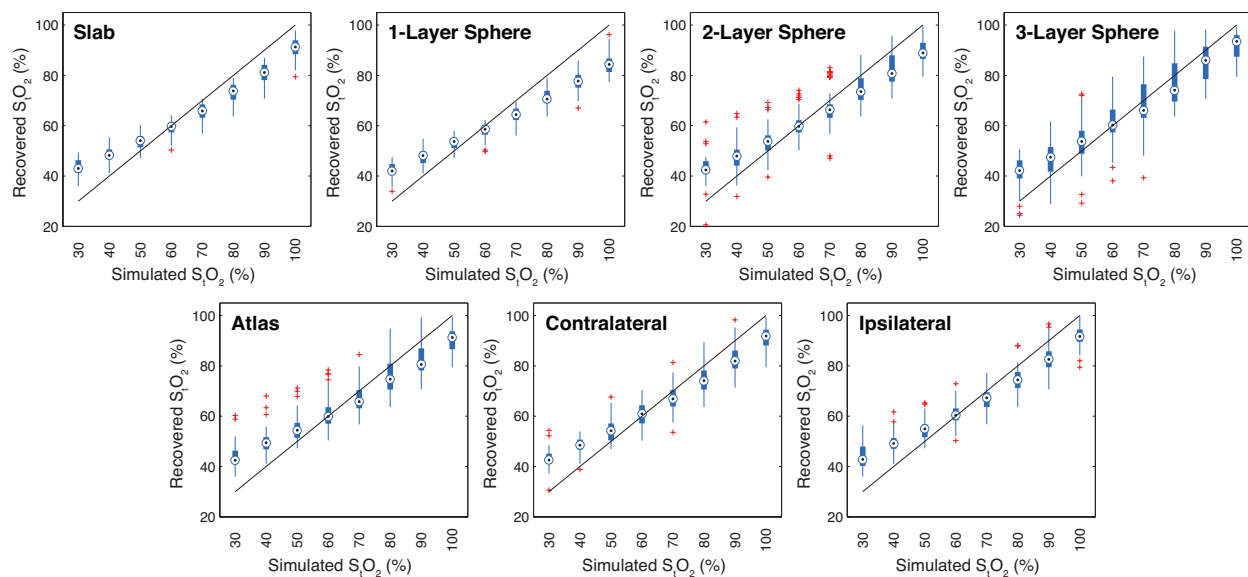 Slab
1-Layer Sphere
2-Layer Sphere
3-Layer Sphere
Recovered StO2 (%)
100
80
60
40
20
30 40 50 60 70 80 90 100
Simulated StO2 (%)
Recovered StO2 (%)
100
80
60
40
20
30 40 50 60 70 80 90 100
Simulated StO2 (%)
Recovered StO2 (%)
100
80
60
40
20
30 40 50 60 70 80 90 100
Simulated StO2 (%)
Recovered StO2 (%)
100
80
60
40
20
30 40 50 60 70 80 90 100
Simulated StO2 (%)
Atlas
Contralateral
Ipsilateral
Recovered StO2 (%)
100
80
60
40
20
30 40 50 60 70 80 90 100
Simulated StO2 (%)
Recovered StO2 (%)
100
80
60
40
20
30 40 50 60 70 80 90 100
Simulated StO2 (%)
Recovered StO2 (%)
100
80
60
40
20
30 40 50 60 70 80 90 100
Simulated StO2 (%)